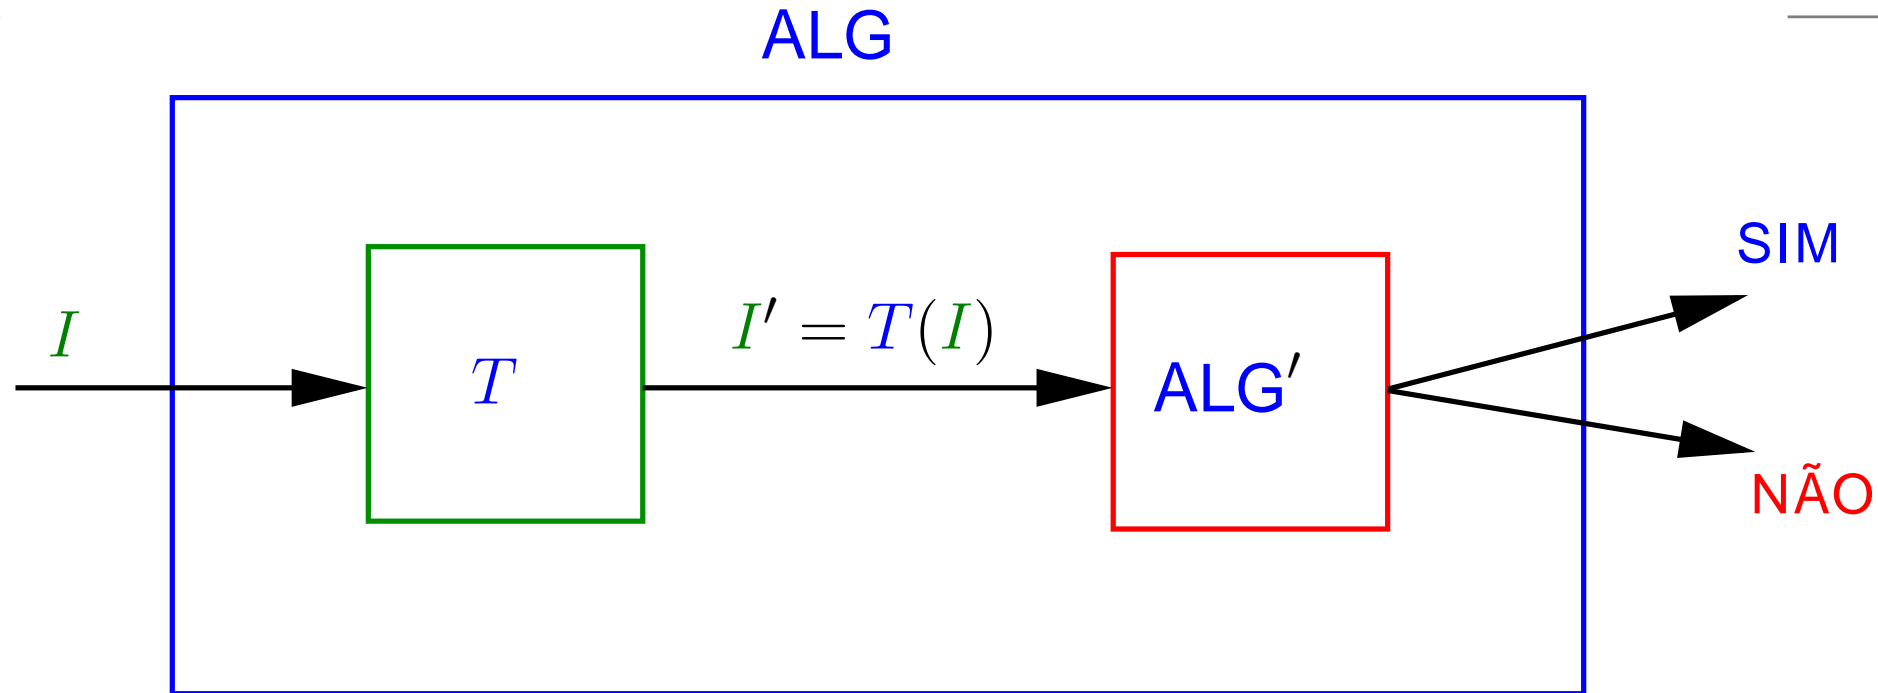 ALG
SIM
I
I′ = T(I)
T
ALG′
NÃO